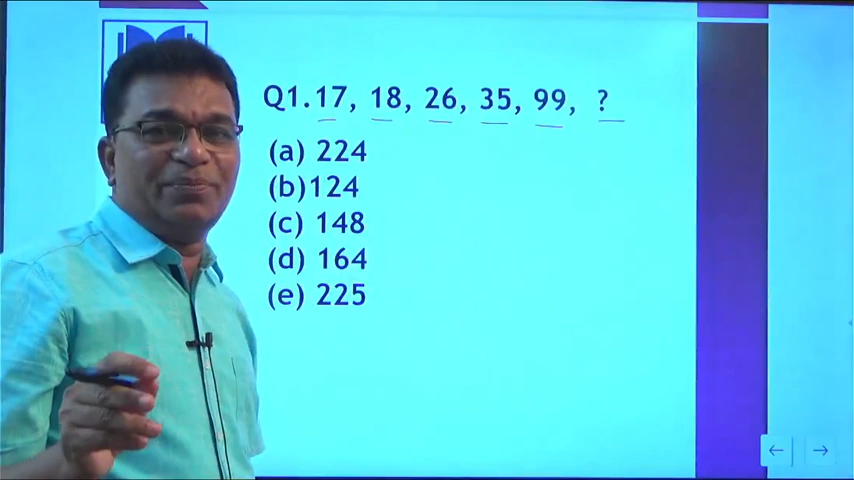 Q1. 17, 18, 26, 35, 99, ?
(a) 224
(b) 124
(c) 148
(d) 164
(e) 225